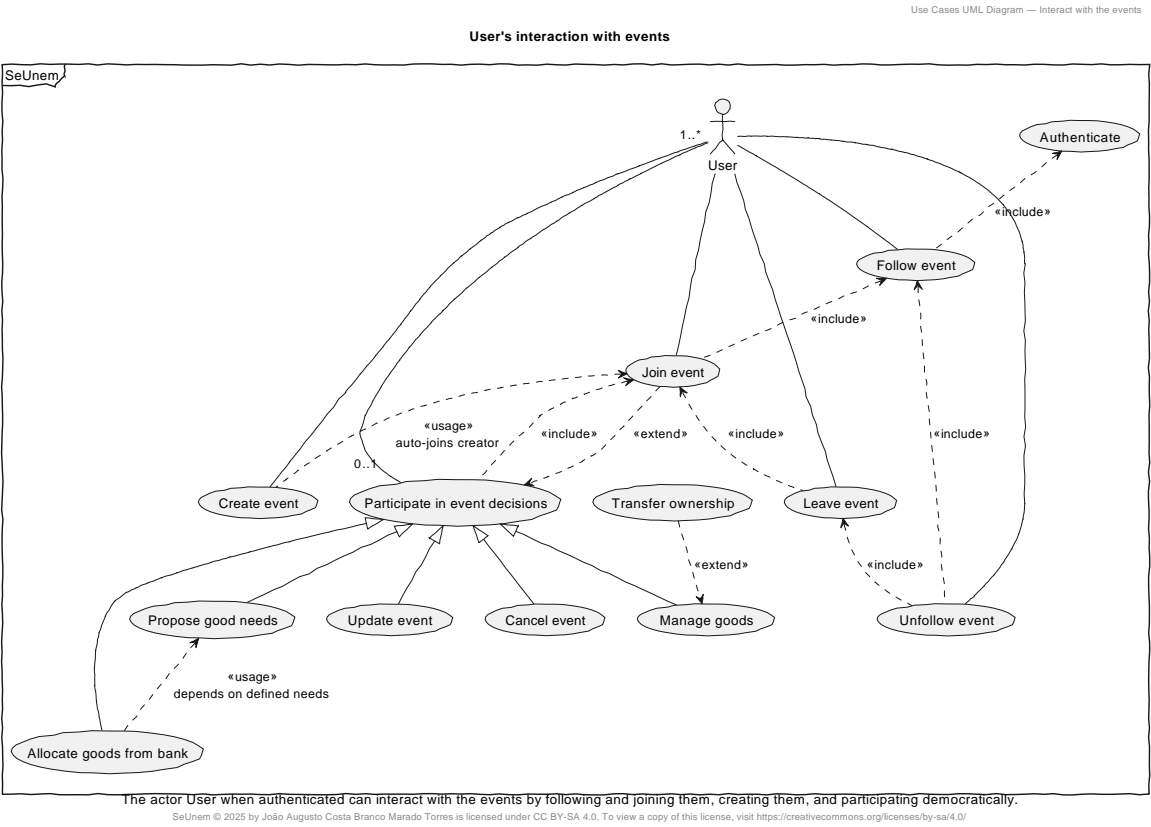 Use Cases UML Diagram — Interact with the events
User's interaction with events
SeUnem
1..*
User
Authenticate
«include»
Follow event
«include»
Join event
«usage»
auto-joins creator
«include»
«extend»
«include»
«include»
0..1
Create event
Participate in event decisions
Transfer ownership
Leave event
«extend»
«include»
Propose good needs
Update event
Cancel event
Manage goods
Unfollow event
«usage»
depends on defined needs
Allocate goods from bank
The actor User when authenticated can interact with the events by following and joining them, creating them, and participating democratically.
SeUnem © 2025 by João Augusto Costa Branco Marado Torres is licensed under CC BY-SA 4.0. To view a copy of this license, visit https://creativecommons.org/licenses/by-sa/4.0/